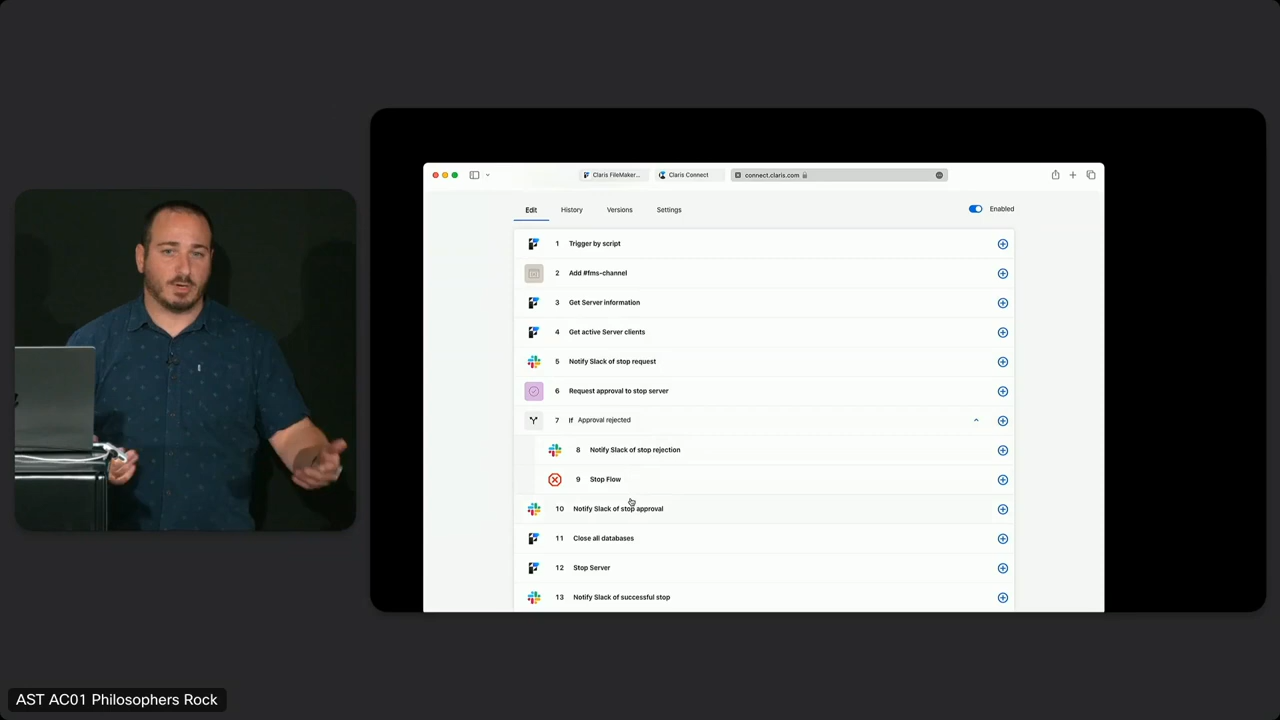 Claris FileMaker...
Claris Connect
connect.claris.com
Edit
History
Versions
Settings
Enabled
1 Trigger by script
2 Add #fms-channel
3 Get Server information
4 Get active Server clients
5 Notify Slack of stop request
6 Request approval to stop server
7 If Approval rejected
8 Notify Slack of stop rejection
9 Stop Flow
10 Notify Slack of stop approval
11 Close all databases
12 Stop Server
13 Notify Slack of successful stop
AST AC01 Philosophers Rock